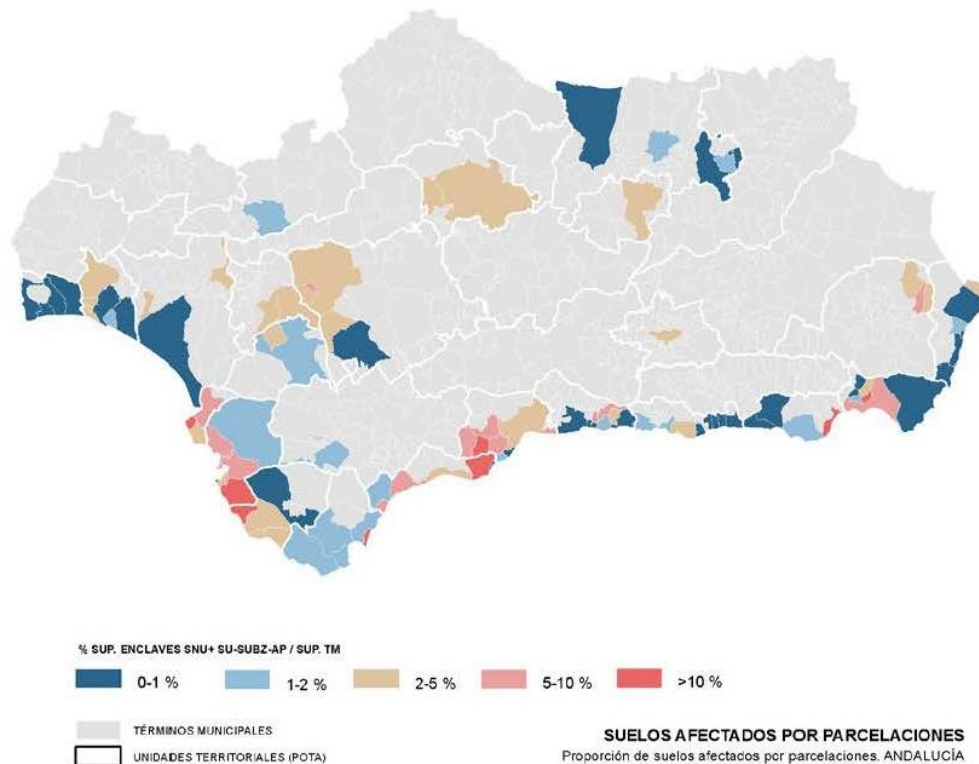 % SUP. ENCLAVES SNU+ SU-SUBZ-AP / SUP. TM
0-1 %
1-2 %
2-5 %
5-10 %
>10 %
TÉRMINOS MUNICIPALES
UNIDADES TERRITORIALES (POTA)
SUELOS AFECTADOS POR PARCELACIONES
Proporción de suelos afectados por parcelaciones. ANDALUCÍA